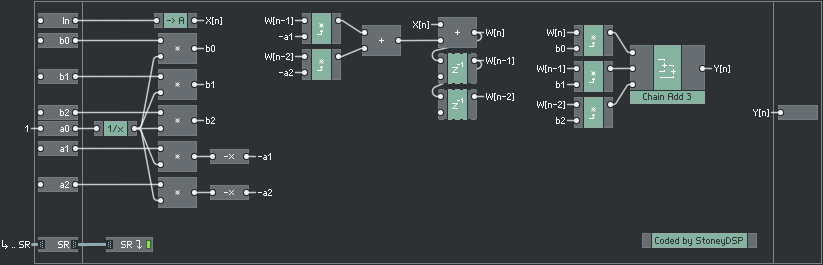 In
-> A
X[n]
b0
*
b0
b1
*
b1
b2
*
b2
1
a0
1/x
a1
*
-x
-a1
a2
*
-x
-a2
↳ .. SR
SR
SR ↴
W[n-1]
-a1
*
W[n-2]
-a2
*
+
X[n]
+
W[n]
z-1
W[n-1]
z-1
W[n-2]
W[n]
b0
*
W[n-1]
b1
*
W[n-2]
b2
*
Chain Add 3
Y[n]
Y[n]
Coded by StoneyDSP